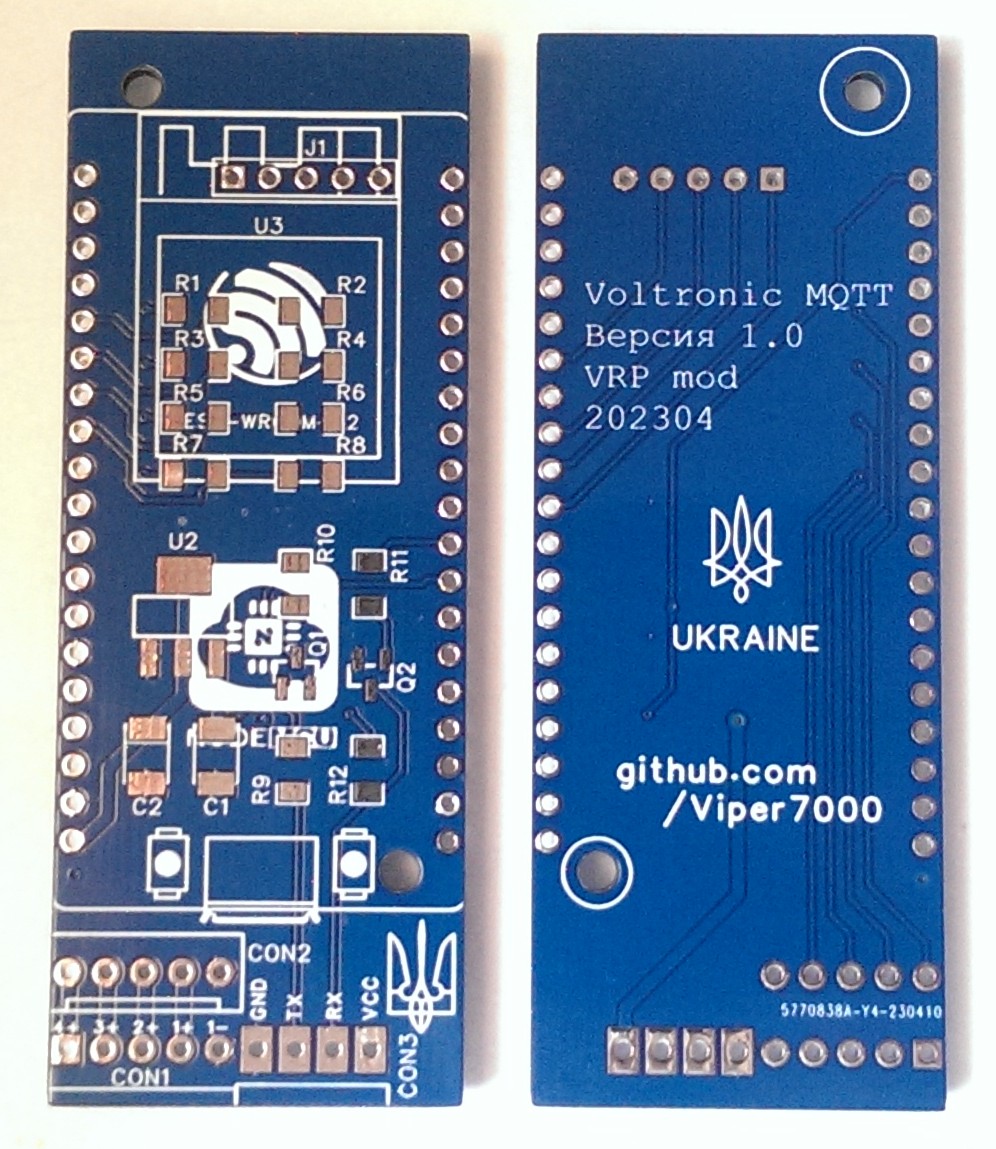 J1
U3
R1
R2
R3
R4
R5
R6
R7
R8
U2
R10
R11
Q1
Q2
C2
C1
R9
R12
CON2
GND
TX
RX
VCC
4+ 3+ 2+ 1+ 1-
CON1
CON3
Voltronic MQTT
Версия 1.0
VRP mod
202304
UKRAINE
github.com
/Viper7000
5770838A-Y4-230410